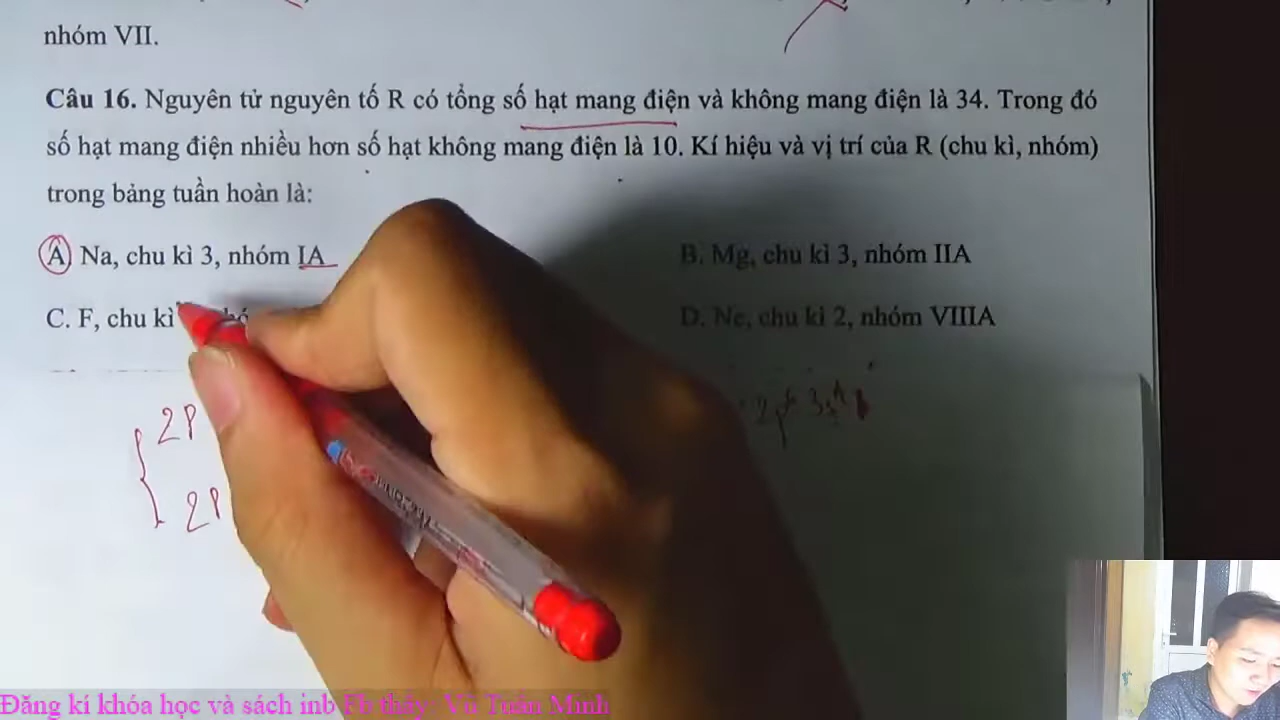 nhóm VII.
Câu 16. Nguyên tử nguyên tố R có tổng số hạt mang điện và không mang điện là 34. Trong đó
số hạt mang điện nhiều hơn số hạt không mang điện là 10. Kí hiệu và vị trí của R (chu kì, nhóm)
trong bảng tuần hoàn là:
A Na, chu kì 3, nhóm IA
B. Mg, chu kì 3, nhóm IIA
C. F, chu kì
D. Ne, chu kì 2, nhóm VIIIA
2P
2P
Đăng kí khóa học và sách inb Fb thầy: Vũ Tuấn Minh